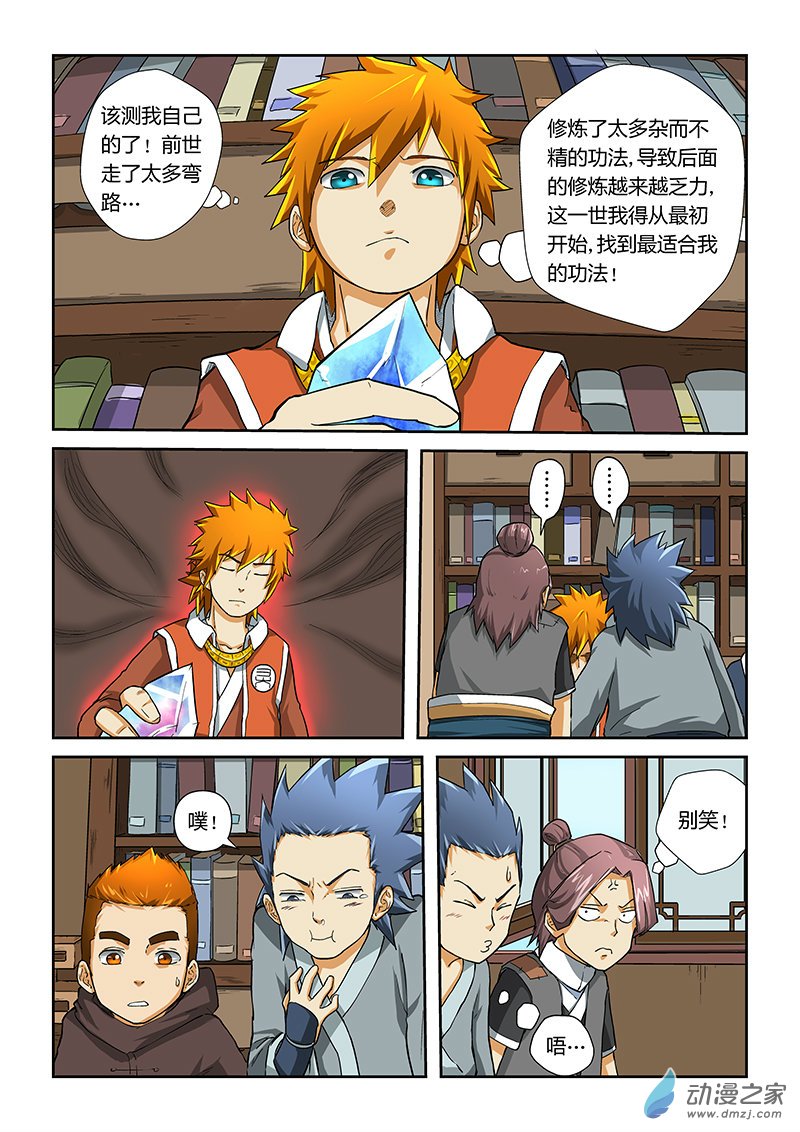 该测我自己
的了！前世
走了太多弯
路…
修炼了太多杂而不
精的功法，导致后面
的修炼越来越乏力，
这一世我得从最初
开始，找到最适合我
的功法！
……
……
噗！
别笑！
唔…
动漫之家
www.dmzj.com